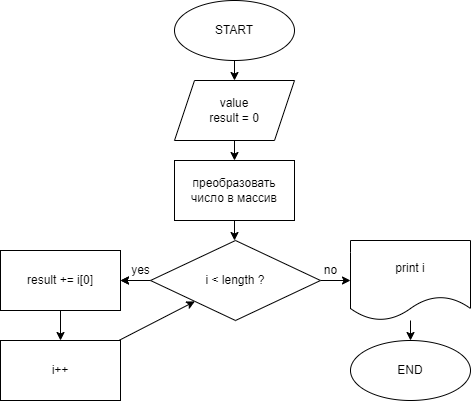 START
value
result = 0
преобразовать
число в массив
i < length ?
yes
no
result += i[0]
print i
i++
END